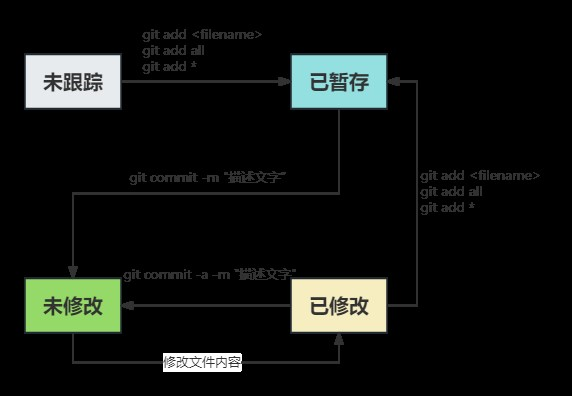 git add <filename>
git add all
git add *
未跟踪
已暂存
git commit -m "描述文字"
git add <filename>
git add all
git add *
git commit -a -m "描述文字"
未修改
已修改
修改文件内容